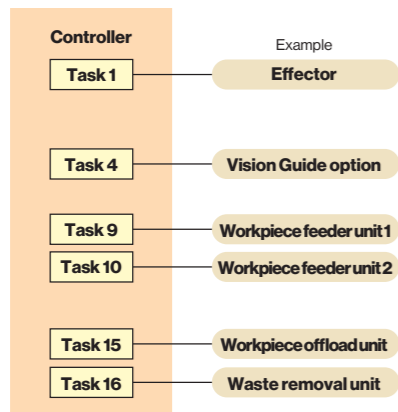 Controller
Example
Task 1
Effector
Task 4
Vision Guide option
Task 9
Workpiece feeder unit 1
Task 10
Workpiece feeder unit 2
Task 15
Workpiece offload unit
Task 16
Waste removal unit